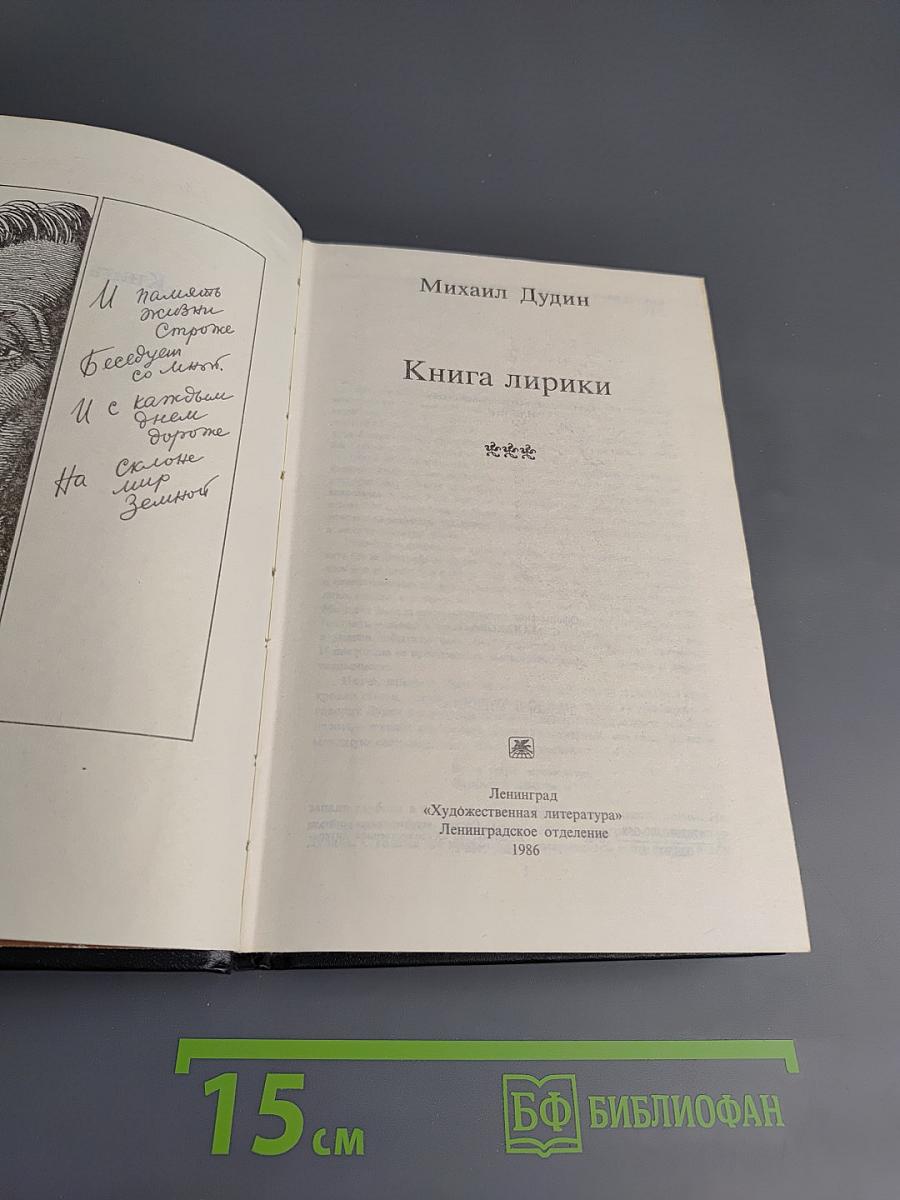 И память
жизни
строже
Беседует
со мной.
И с каждым
днем
дороже
На склоне
мир
Земной
Михаил Дудин
Книга лирики
Ленинград
«Художественная литература»
Ленинградское отделение
1986
15 см
БФ БИБЛИОФАН